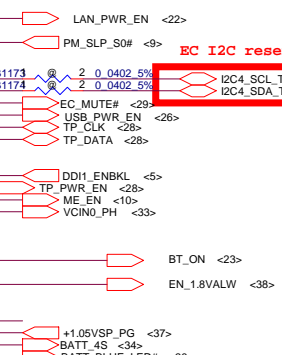 LAN_PWR_EN <22>
PM_SLP_S0# <9>
EC I2C rese
1173 @ 2 0_0402_5% I2C4_SCL_T
1174 @ 2 0_0402_5% I2C4_SDA_T
EC_MUTE# <29>
USB_PWR_EN <26>
TP_CLK <28>
TP_DATA <28>
DDI1_ENBKL <5>
TP_PWR_EN <28>
ME_EN <10>
VCIN0_PH <33>
BT_ON <23>
EN_1.8VALW <38>
+1.05VSP_PG <37>
BATT_4S <34>